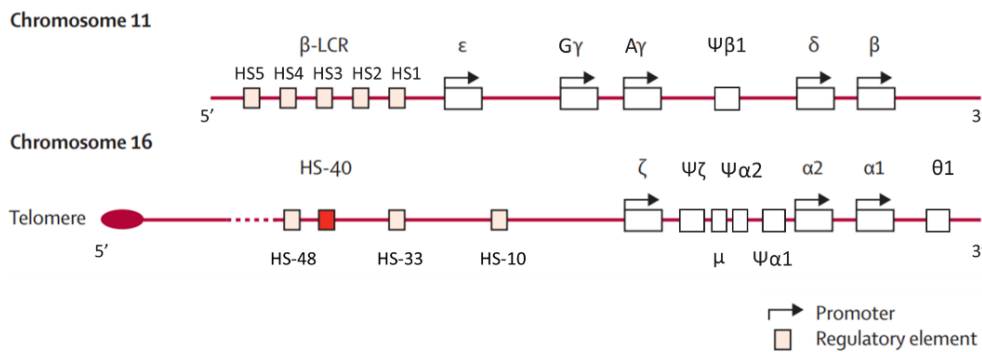 Chromosome 11
β-LCR ε Gγ Aγ Ψβ1 δ β
HS5 HS4 HS3 HS2 HS1
5′ 3
Chromosome 16
HS-40 ζ Ψζ Ψα2 α2 α1 θ1
Telomere
5′ HS-48 HS-33 HS-10 μ Ψα1 3
Promoter
Regulatory element